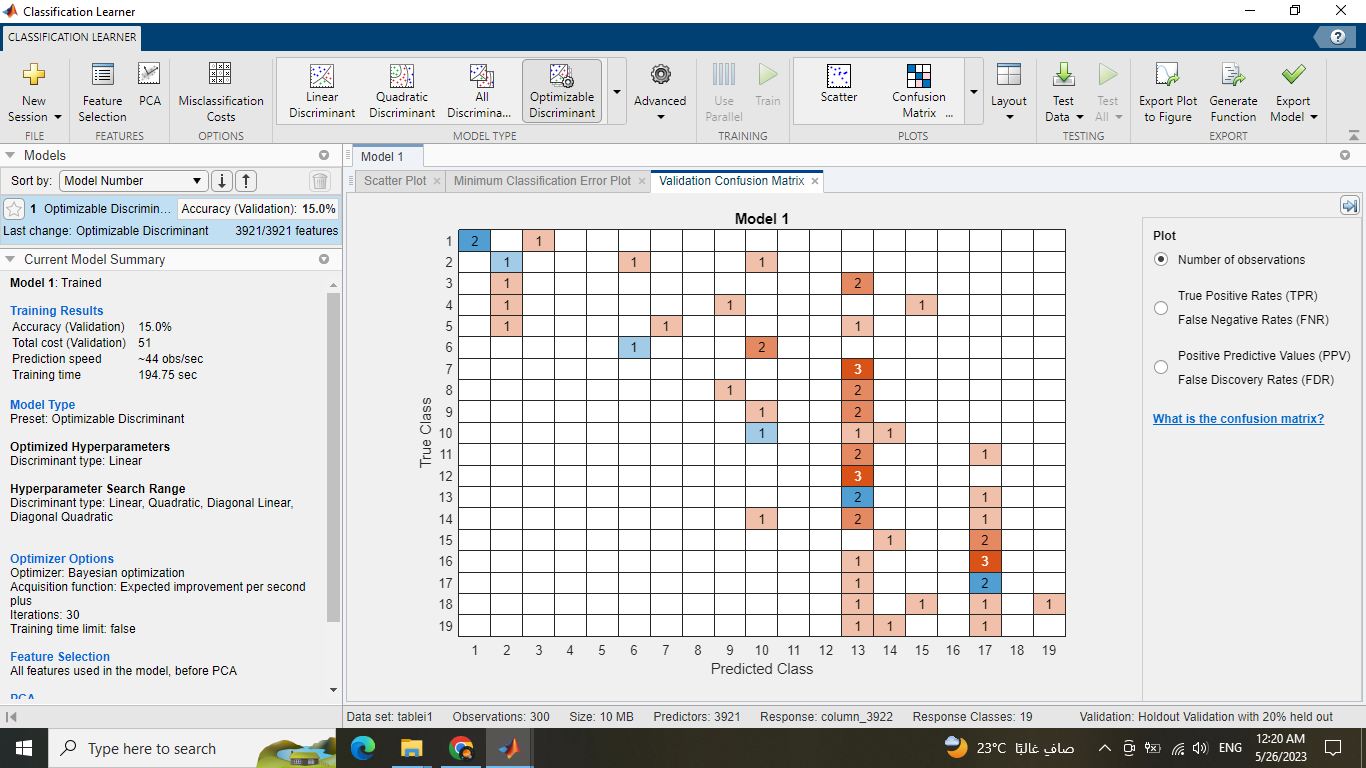 Classification Learner
CLASSIFICATION LEARNER
New Session
Feature Selection
PCA
Misclassification Costs
Linear Discriminant
Quadratic Discriminant
All Discrimina...
Optimizable Discriminant
Advanced
Use Parallel
Train
Scatter
Confusion Matrix ...
Layout
Test Data
Test All
Export Plot to Figure
Generate Function
Export Model
FILE
FEATURES
OPTIONS
MODEL TYPE
TRAINING
PLOTS
TESTING
EXPORT
Models
Sort by: Model Number
1 Optimizable Discrimin... Accuracy (Validation): 15.0%
Last change: Optimizable Discriminant 3921/3921 features
Current Model Summary
Model 1: Trained
Training Results
Accuracy (Validation) 15.0%
Total cost (Validation) 51
Prediction speed ~44 obs/sec
Training time 194.75 sec
Model Type
Preset: Optimizable Discriminant
Optimized Hyperparameters
Discriminant type: Linear
Hyperparameter Search Range
Discriminant type: Linear, Quadratic, Diagonal Linear,
Diagonal Quadratic
Optimizer Options
Optimizer: Bayesian optimization
Acquisition function: Expected improvement per second
plus
Iterations: 30
Training time limit: false
Feature Selection
All features used in the model, before PCA
PCA
Model 1
Scatter Plot
Minimum Classification Error Plot
Validation Confusion Matrix
Model 1
True Class
1 2 1
2 1 1 1
3 1 2
4 1 1 1
5 1 1 1
6 1 2
7 3
8 1 2
9 1 2
10 1 1 1
11 2 1
12 3
13 2 1
14 1 2 1
15 1 2
16 1 3
17 1 2
18 1 1 1 1
19 1 1 1
1 2 3 4 5 6 7 8 9 10 11 12 13 14 15 16 17 18 19
Predicted Class
Plot
Number of observations
True Positive Rates (TPR)
False Negative Rates (FNR)
Positive Predictive Values (PPV)
False Discovery Rates (FDR)
What is the confusion matrix?
Data set: tablei1 Observations: 300 Size: 10 MB Predictors: 3921 Response: column_3922 Response Classes: 19 Validation: Holdout Validation with 20% held out
Type here to search
23°C صافٍ غالبًا
ENG
12:20 AM
5/26/2023